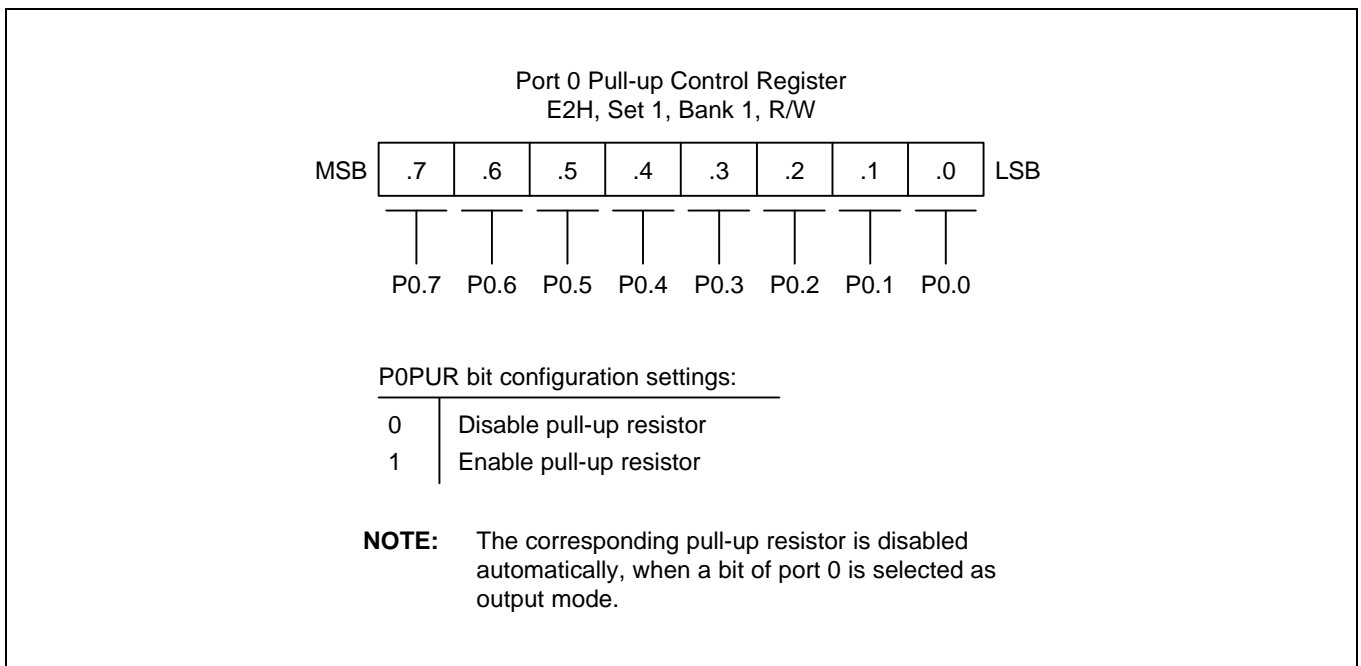 Port 0 Pull-up Control Register
E2H, Set 1, Bank 1, R/W
MSB .7 .6 .5 .4 .3 .2 .1 .0 LSB
P0.7 P0.6 P0.5 P0.4 P0.3 P0.2 P0.1 P0.0
P0PUR bit configuration settings:
0 Disable pull-up resistor
1 Enable pull-up resistor
NOTE: The corresponding pull-up resistor is disabled
automatically, when a bit of port 0 is selected as
output mode.